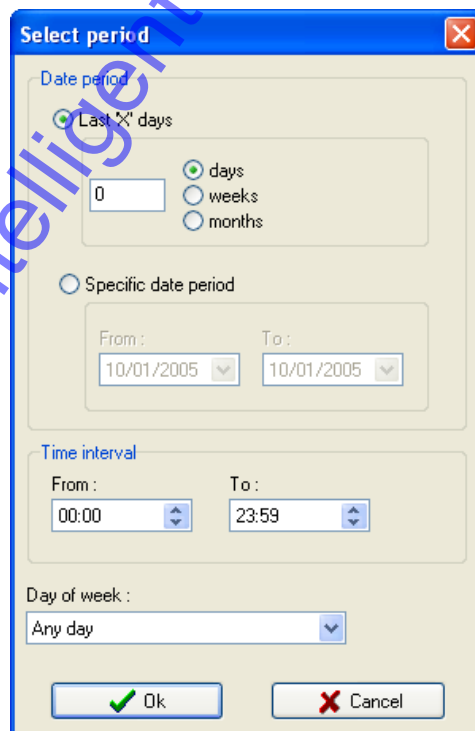 Select period
Date period
Last 'X' days
0
days
weeks
months
Specific date period
From :
To :
10/01/2005
10/01/2005
Time interval
From :
To :
00:00
23:59
Day of week :
Any day
Ok
Cancel